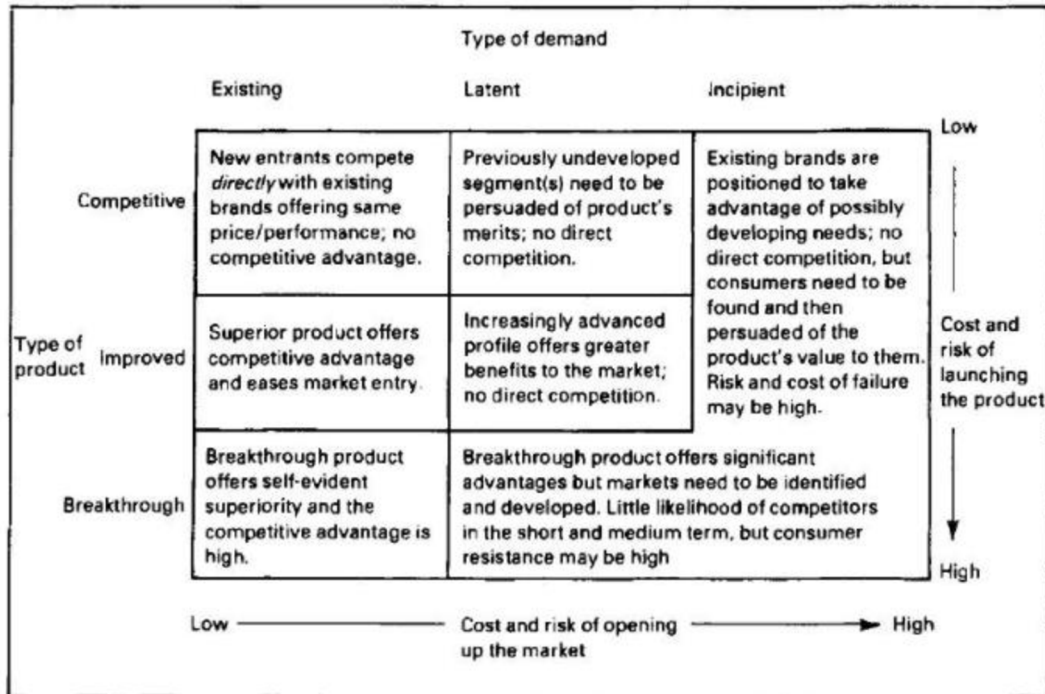 Type of demand
Existing
Latent
Incipient
Low
Competitive
New entrants compete
directly with existing
brands offering same
price/performance; no
competitive advantage.
Previously undeveloped
segment(s) need to be
persuaded of product's
merits; no direct
competition.
Existing brands are
positioned to take
advantage of possibly
developing needs; no
direct competition, but
consumers need to be
found and then
persuaded of the
product's value to them.
Risk and cost of failure
may be high.
Type of
product
Improved
Superior product offers
competitive advantage
and eases market entry.
Increasingly advanced
profile offers greater
benefits to the market;
no direct competition.
Cost and
risk of
launching
the product
Breakthrough
Breakthrough product
offers self-evident
superiority and the
competitive advantage is
high.
Breakthrough product offers significant
advantages but markets need to be identified
and developed. Little likelihood of competitors
in the short and medium term, but consumer
resistance may be high
High
Low
Cost and risk of opening
up the market
High